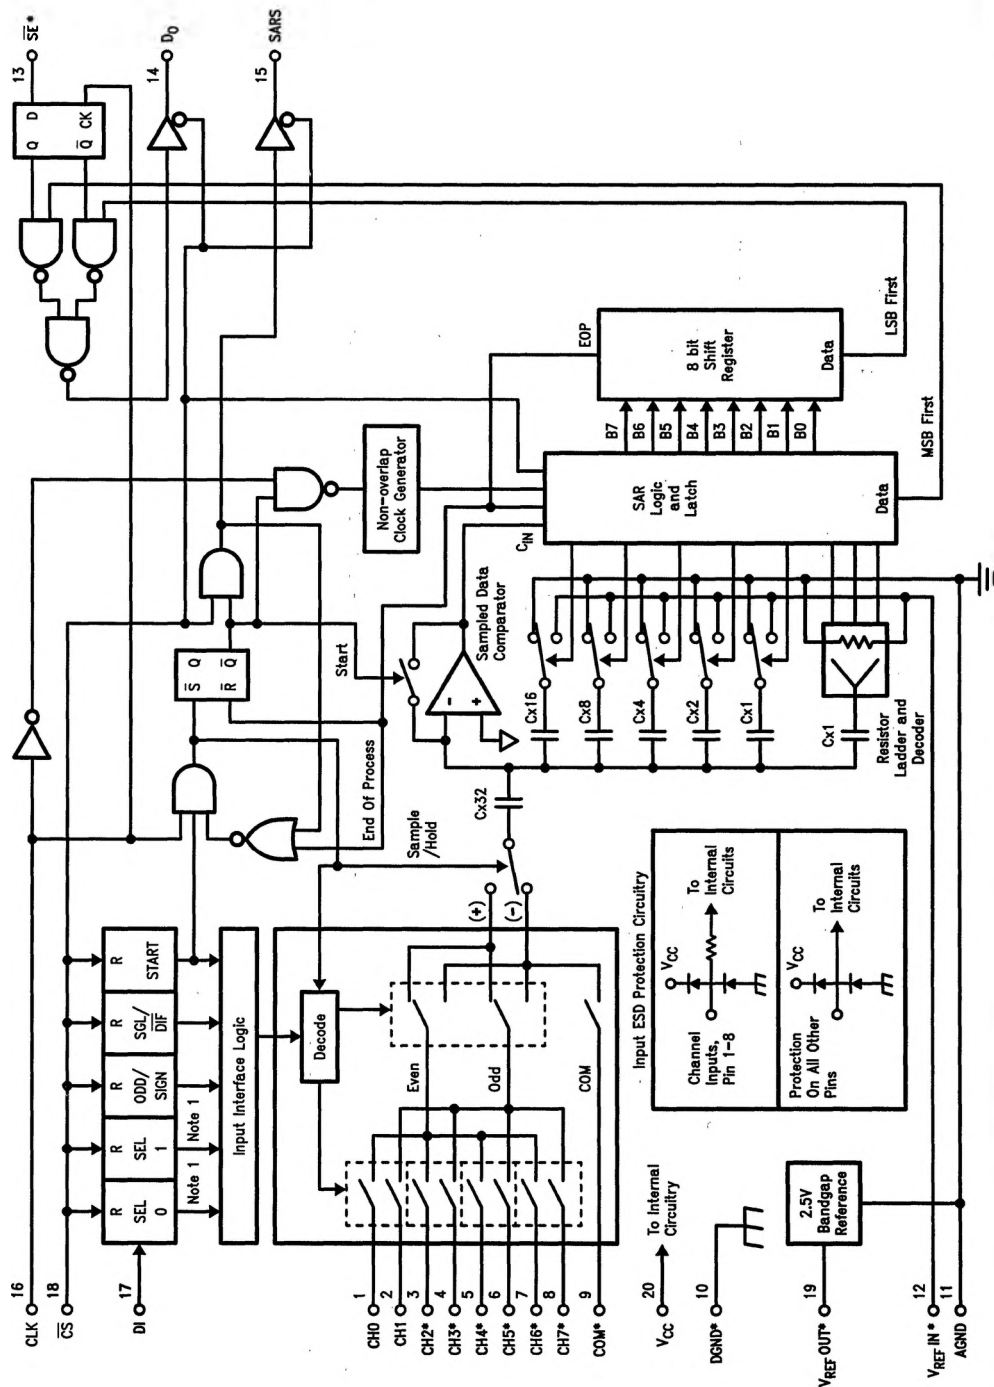 CLK 16
C̅S̅ 18
DI 17
R
SEL
0
R
SEL
1
R
ODD/
SIGN
R
SGL/
D̅I̅F̅
R
START
Note 1
Note 1
Input Interface Logic
Decode
Even
Odd
COM
CH0 1
CH1 2
CH2* 3
CH3* 4
CH4* 5
CH5* 6
CH6* 7
CH7* 8
COM* 9
(+)
(-)
Sample
/Hold
End Of Process
Start
S̅ Q
R̅ Q̅
13 S̅E̅*
Q D
Q̅ CK
14 D0
15 SARS
Non-overlap
Clock Generator
Sampled Data
Comparator
-
+
Cx32
Cx16
Cx8
Cx4
Cx2
Cx1
Cx1
Resistor
Ladder and
Decoder
CIN
SAR
Logic
and
Latch
Data
B7
B6
B5
B4
B3
B2
B1
B0
EOP
8 bit
Shift
Register
Data
LSB First
MSB First
VCC 20
To Internal
Circuitry
DGND* 10
VREF OUT* 19
2.5V
Bandgap
Reference
VREF IN* 12
AGND 11
Input ESD Protection Circuitry
Channel
Inputs,
Pin 1-8
VCC
To
Internal
Circuits
Protection
On All Other
Pins
VCC
To
Internal
Circuits